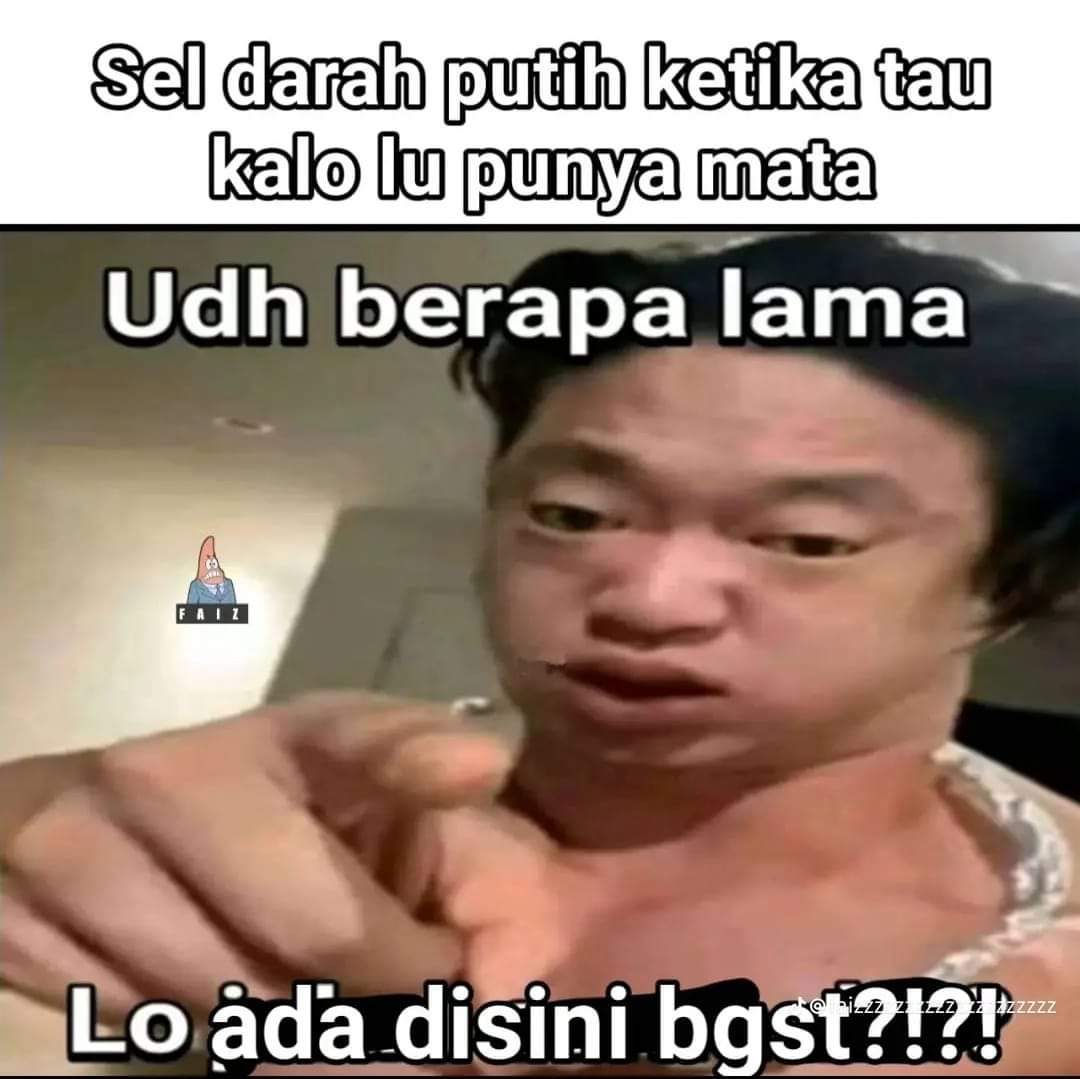 Sel darah putih ketika tau
kalo lu punya mata
Udh berapa lama
FAIZ
Lo ada disini bgst?!?!